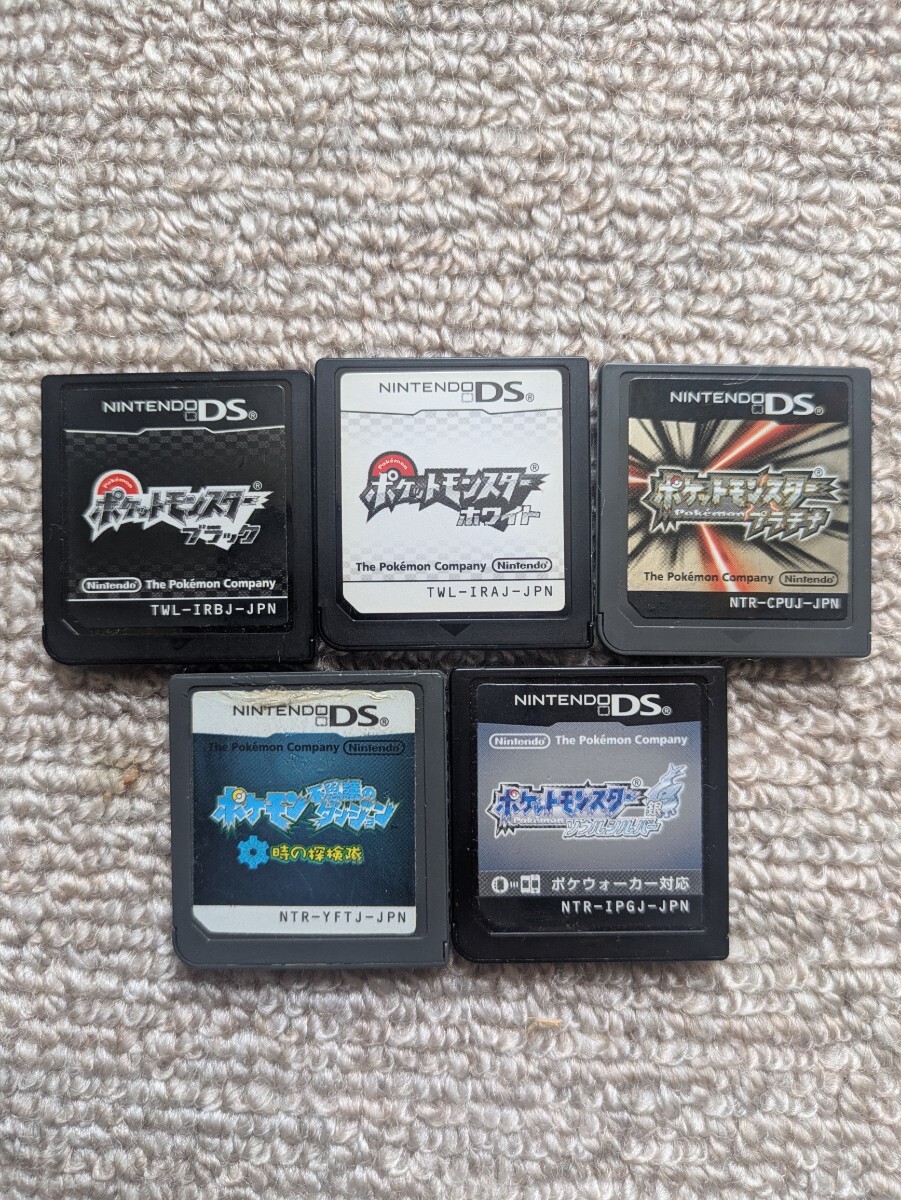 NINTENDO DS®
Pokémon
ポケットモンスター®
ブラック
Nintendo The Pokémon Company
TWL-IRBJ-JPN
NINTENDO DS®
Pokémon
ポケットモンスター®
ホワイト
The Pokémon Company Nintendo
TWL-IRAJ-JPN
NINTENDO DS®
ポケットモンスター®
Pokémon プラチナ
The Pokémon Company Nintendo
NTR-CPUJ-JPN
NINTENDO DS®
The Pokémon Company Nintendo
ポケモン 不思議の
ダンジョン
時の探検隊
NTR-YFTJ-JPN
NINTENDO DS®
Nintendo The Pokémon Company
ポケットモンスター®
Pokémon 銀
ソウルシルバー
ポケウォーカー対応
NTR-IPGJ-JPN